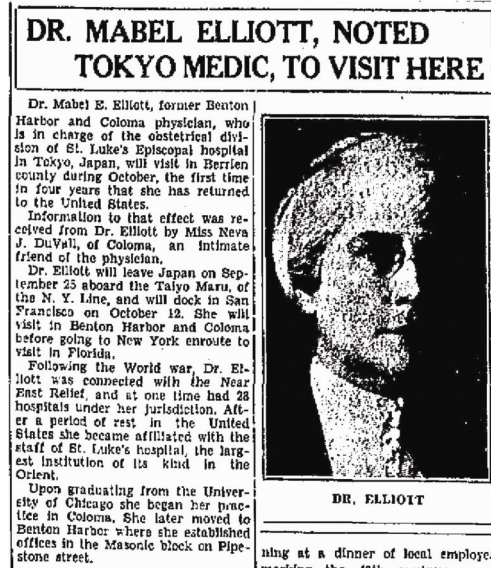 DR. MABEL ELLIOTT, NOTED
TOKYO MEDIC, TO VISIT HERE
Dr. Mabel E. Elliott, former Benton
Harbor and Coloma physician, who
is in charge of the obstetrical divi-
sion of St. Luke's Episcopal hospital
in Tokyo, Japan, will visit in Berrien
county during October, the first time
in four years that she has returned
to the United States.
Information to that effect was re-
ceived from Dr. Elliott by Miss Neva
J. DuVall, of Coloma, an intimate
friend of the physician.
Dr. Elliott will leave Japan on Sep-
tember 25 aboard the Taiyo Maru, of
the N. Y. Line, and will dock in San
Francisco on October 12. She will
visit in Benton Harbor and Coloma
before going to New York enroute to
visit in Florida.
Following the World war, Dr. El-
liott was connected with the Near
East Relief, and at one time had 28
hospitals under her jurisdiction. Aft-
er a period of rest in the United
States she became affiliated with the
staff of St. Luke's hospital, the larg-
est institution of its kind in the
Orient.
Upon graduating from the Univer-
sity of Chicago she began her prac-
tice in Coloma. She later moved to
Benton Harbor where she established
offices in the Masonic block on Pipe-
stone street.
DR. ELLIOTT
ning at a dinner of local employe